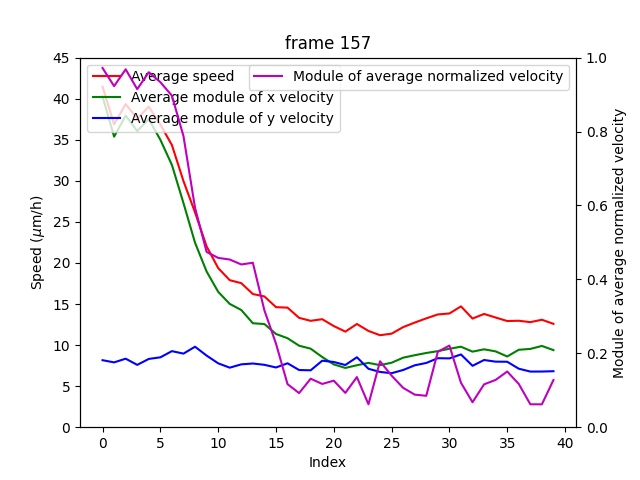 frame 157
Average speed
Average module of x velocity
Average module of y velocity
Module of average normalized velocity
Speed (μm/h)
45
40
35
30
25
20
15
10
5
0
1.0
0.8
0.6
0.4
0.2
0.0
Module of average normalized velocity
0 5 10 15 20 25 30 35 40
Index